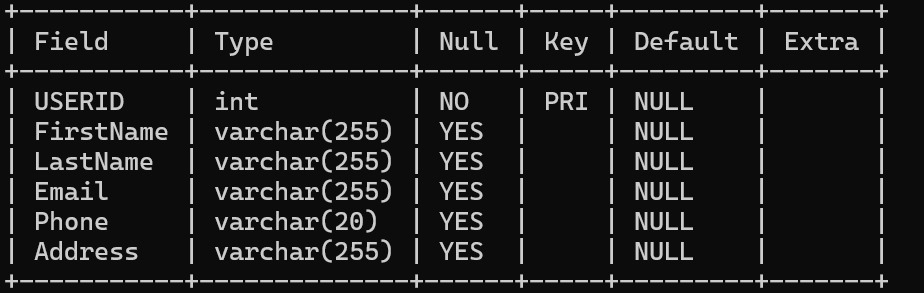 +-----------+--------------+------+-----+---------+-------+
| Field     | Type         | Null | Key | Default | Extra |
+-----------+--------------+------+-----+---------+-------+
| USERID    | int          | NO   | PRI | NULL    |       |
| FirstName | varchar(255) | YES  |     | NULL    |       |
| LastName  | varchar(255) | YES  |     | NULL    |       |
| Email     | varchar(255) | YES  |     | NULL    |       |
| Phone     | varchar(20)  | YES  |     | NULL    |       |
| Address   | varchar(255) | YES  |     | NULL    |       |
+-----------+--------------+------+-----+---------+-------+